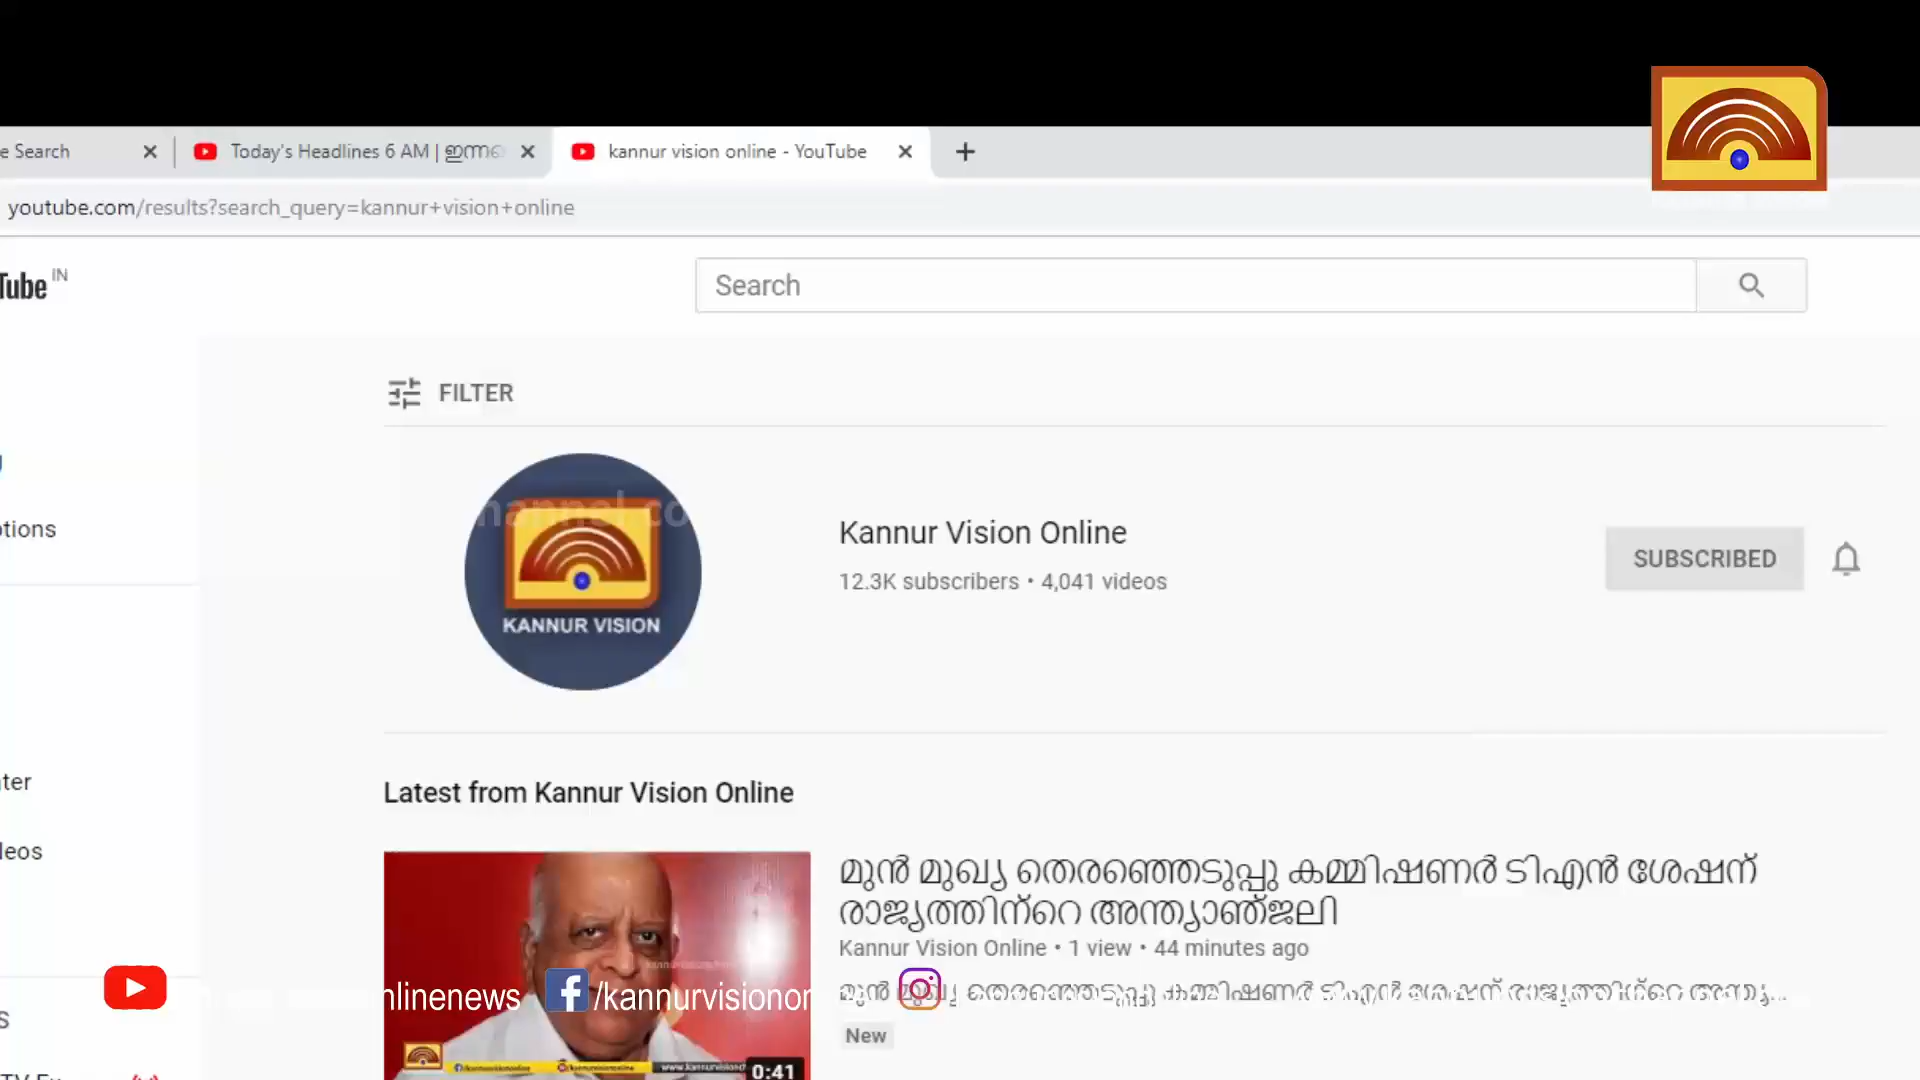 e Search
Today's Headlines 6 AM | ഇന്ന
kannur vision online - YouTube
youtube.com/results?search_query=kannur+vision+online
Tube IN
Search
FILTER
otions
KANNUR VISION
Kannur Vision Online
12.3K subscribers • 4,041 videos
SUBSCRIBED
ter
Latest from Kannur Vision Online
leos
മുൻ മുഖ്യ തെരഞ്ഞെടുപ്പു കമ്മിഷണർ ടിഎൻ ശേഷന്
രാജ്യത്തിന്റെ അന്ത്യാഞ്ജലി
Kannur Vision Online • 1 view • 44 minutes ago
nlinenews
/kannurvisionon
New
S
0:41